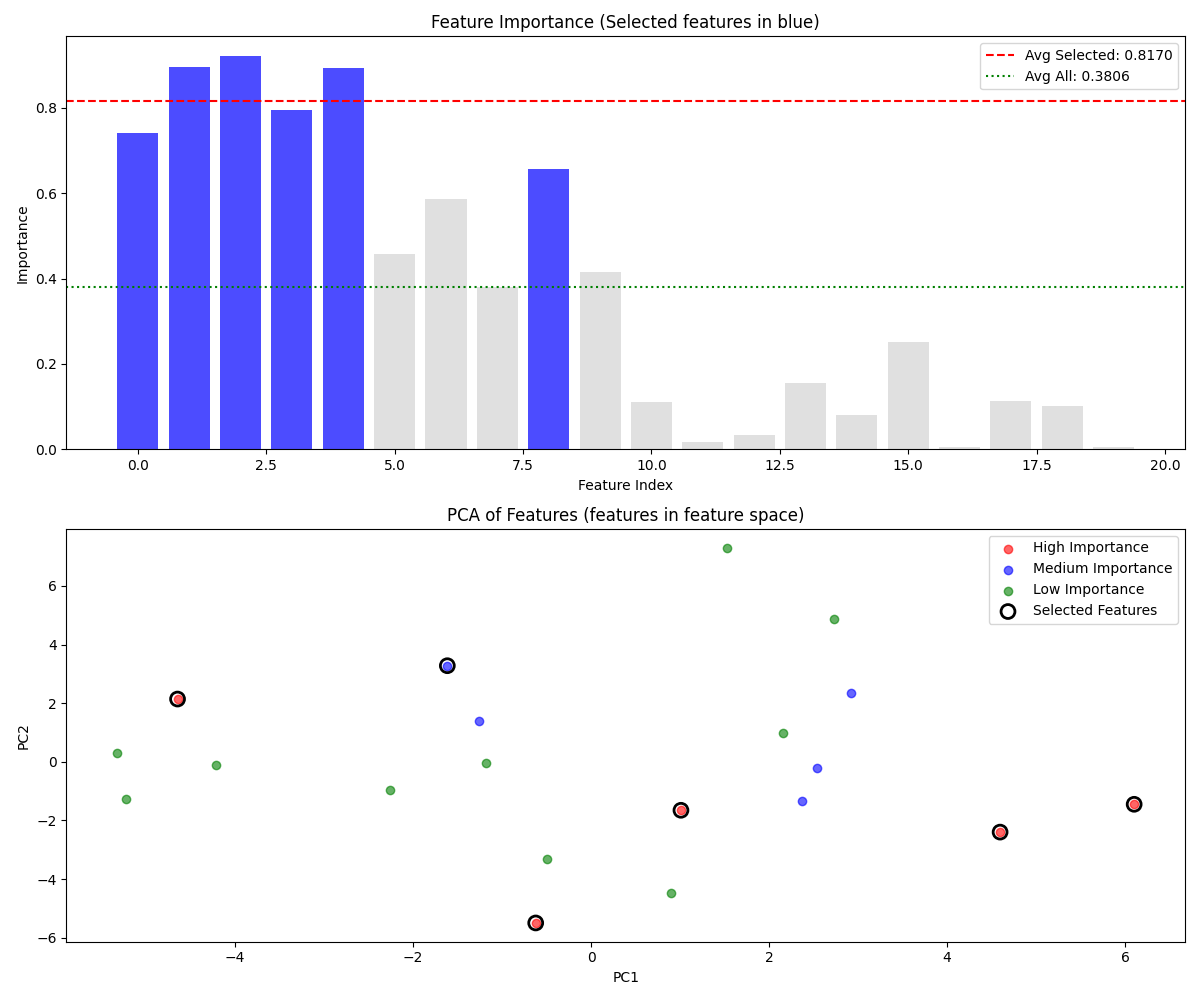 Feature Importance (Selected features in blue)
Avg Selected: 0.8170
Avg All: 0.3806
Importance
0.8
0.6
0.4
0.2
0.0
0.0 2.5 5.0 7.5 10.0 12.5 15.0 17.5 20.0
Feature Index
PCA of Features (features in feature space)
High Importance
Medium Importance
Low Importance
Selected Features
PC2
6
4
2
0
−2
−4
−6
−4 −2 0 2 4 6
PC1